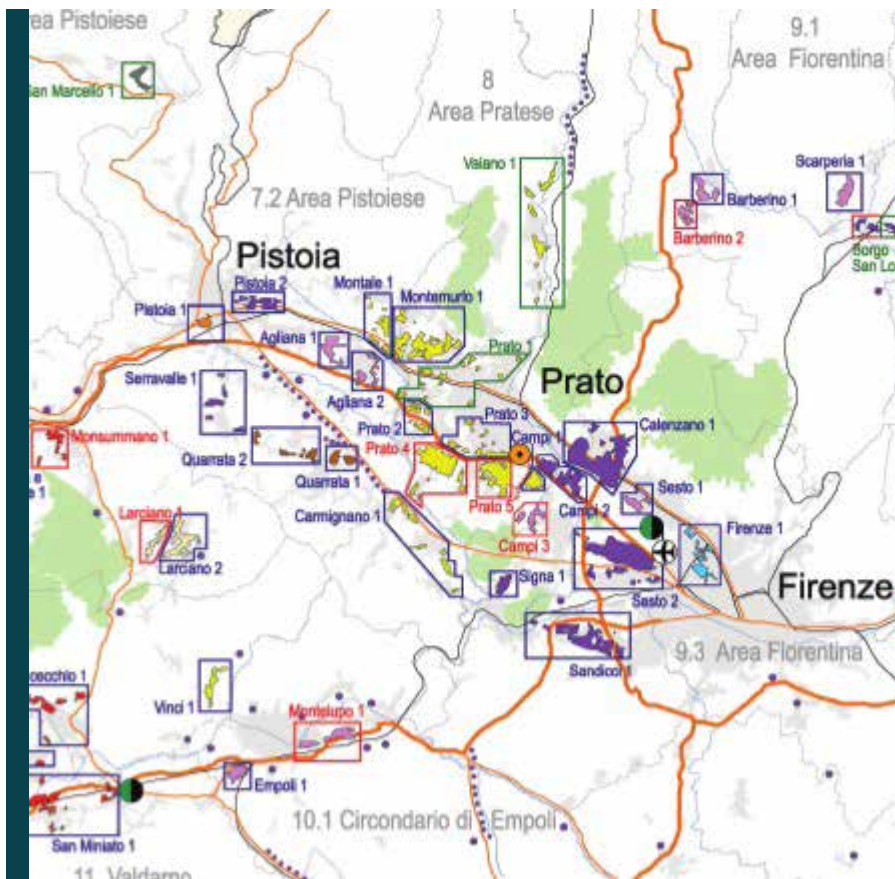 rea Pistoiese
9.1
Area Fiorentina
San Marcello 1
8
Area Pratese
Vaiano 1
Scarperia 1
7.2 Area Pistoiese
Barberino 1
Barberino 2
Borgo
San Lo
Pistoia
Pistoia 2
Montale 1
Montemurlo 1
Pistoia 1
Agliana 1
Prato 1
Serravalle 1
Agliana 2
Prato
Prato 2
Prato 3
Calenzano 1
Monsummano 1
Quarrata 2
Prato 4
Campi 1
e 1
Quarrata 1
Prato 5
Campi 2
Sesto 1
Larciano 1
Carmignano 1
Firenze 1
Larciano 2
Campi 3
Signa 1
Sesto 2
Firenze
9.3 Area Fiorentina
Sandicci 1
cecchio 1
Vinci 1
Montelupo 1
Empoli 1
10.1 Circondario di Empoli
San Miniato 1
11 Valdarno